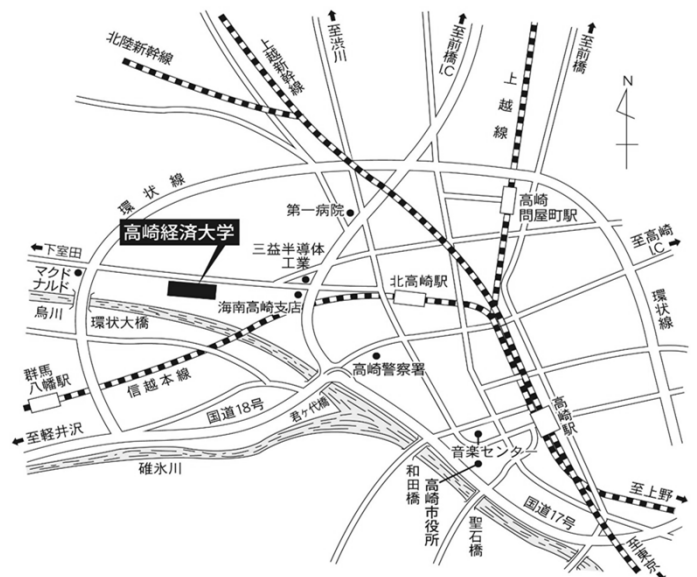 北陸新幹線
上越新幹線
至渋川
至前橋
I.C
至前橋
上越線
N
環状線
第一病院
高崎
問屋町駅
高崎経済大学
三益半導体
工業
下室田
マクド
ナルド
北高崎駅
至高崎
I.C
烏川
環状大橋
海南高崎支店
環状線
群馬
八幡駅
信越本線
高崎警察署
国道18号
君ヶ代橋
高崎駅
至軽井沢
音楽センター
碓氷川
和田橋
高崎市役所
聖石橋
国道17号
至上野
至東京